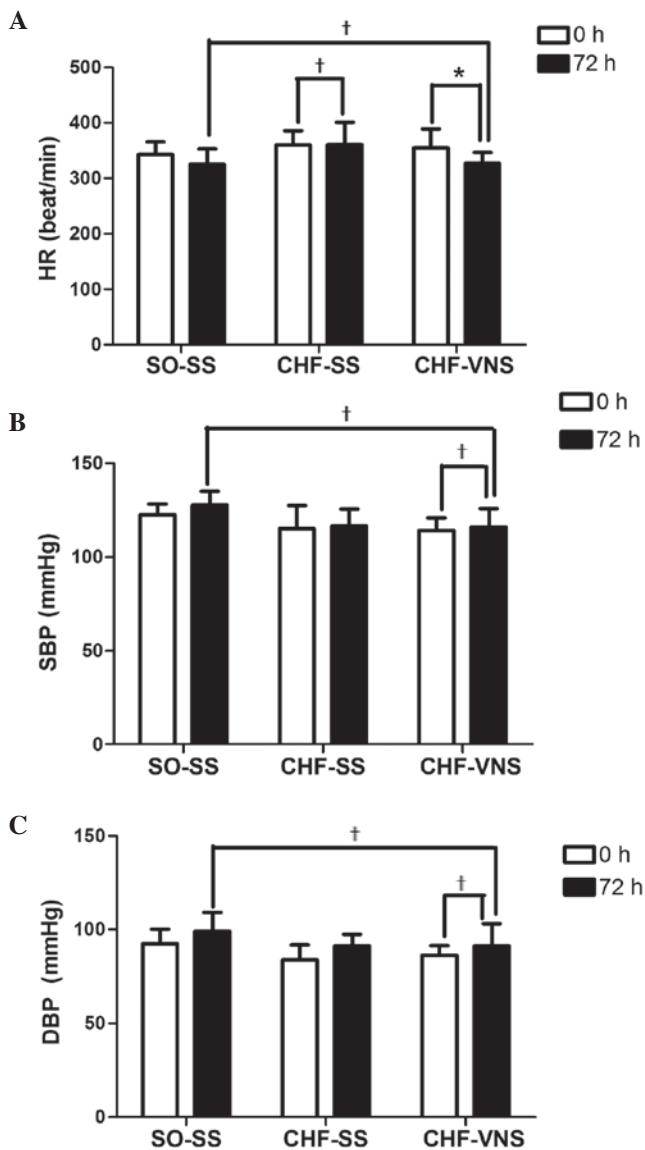 A
†
0 h
72 h
†
*
500
400
300
200
100
0
HR (beat/min)
SO-SS
CHF-SS
CHF-VNS
B
†
0 h
72 h
†
150
100
50
0
SBP (mmHg)
SO-SS
CHF-SS
CHF-VNS
C
†
0 h
72 h
†
150
100
50
0
DBP (mmHg)
SO-SS
CHF-SS
CHF-VNS